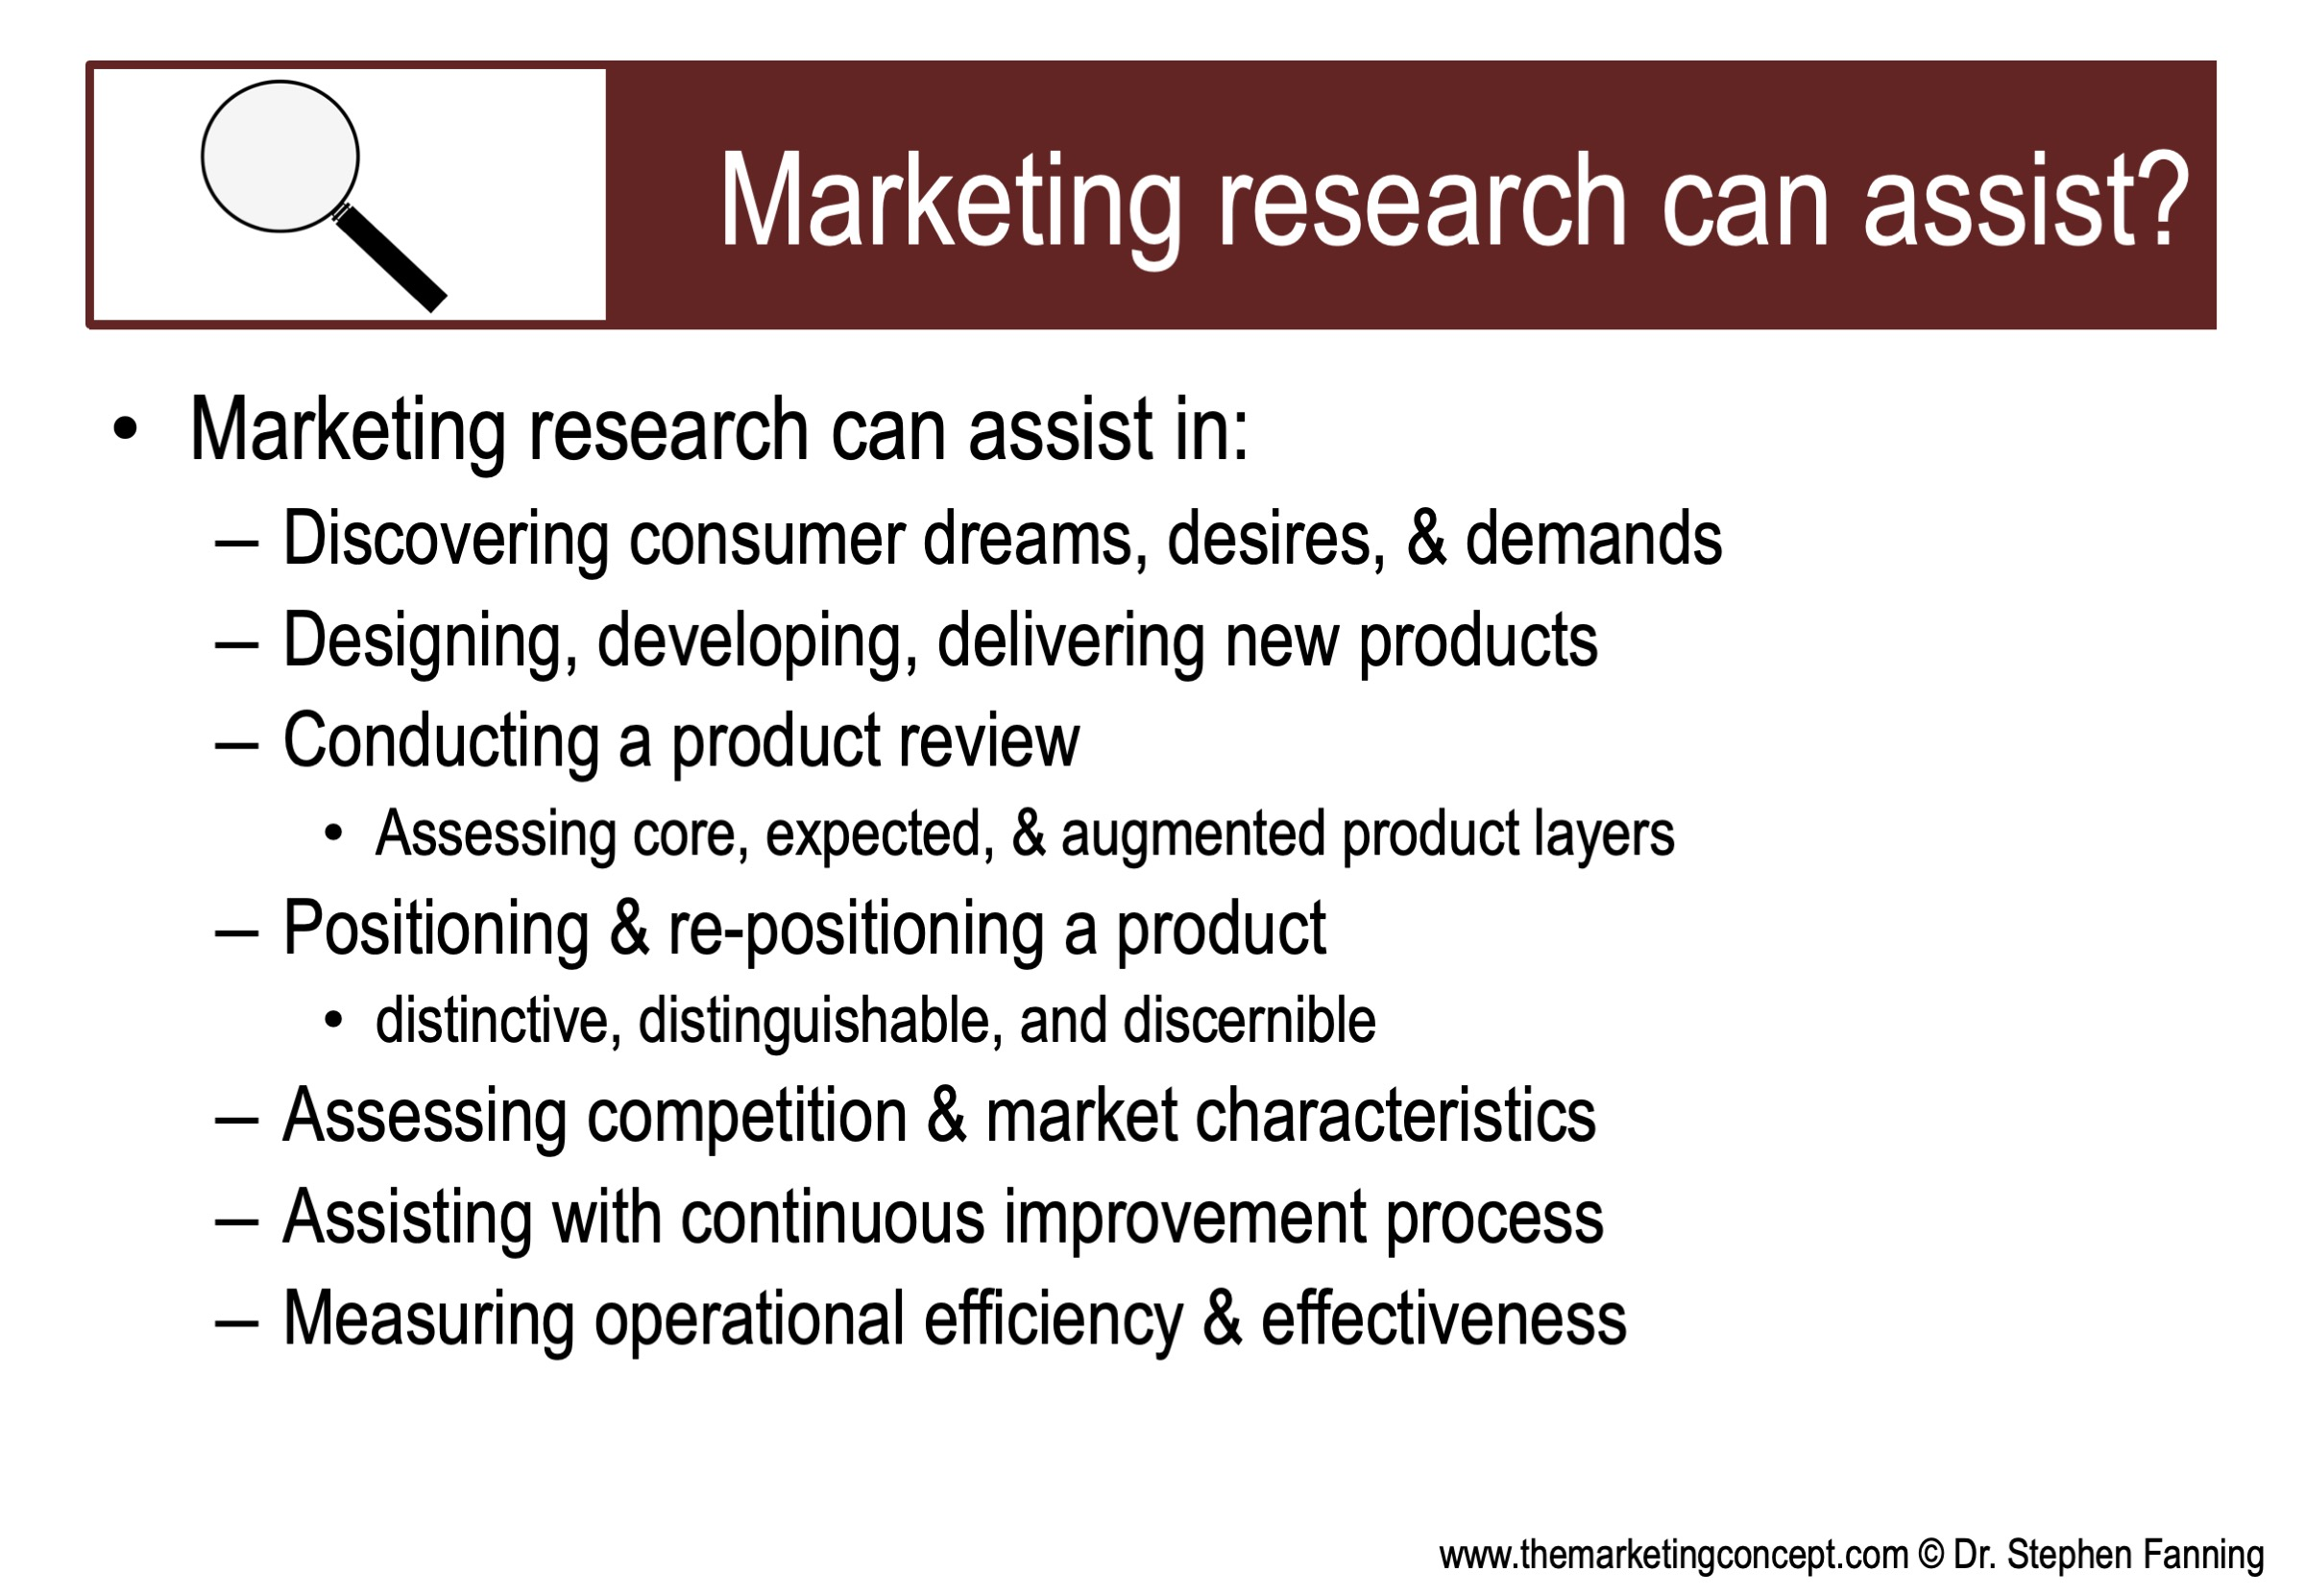 Marketing research can assist?
• Marketing research can assist in:
– Discovering consumer dreams, desires, & demands
– Designing, developing, delivering new products
– Conducting a product review
• Assessing core, expected, & augmented product layers
– Positioning & re-positioning a product
• distinctive, distinguishable, and discernible
– Assessing competition & market characteristics
– Assisting with continuous improvement process
– Measuring operational efficiency & effectiveness
www.themarketingconcept.com © Dr. Stephen Fanning